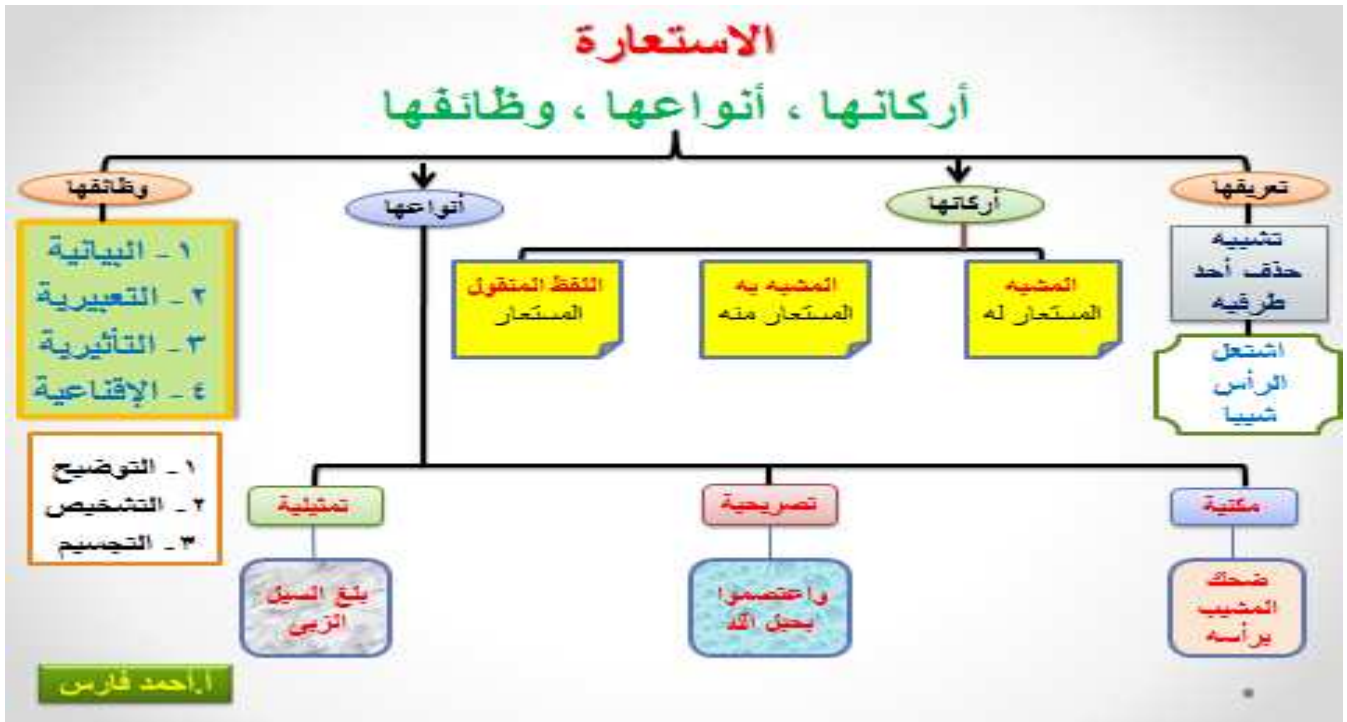 الاستعارة
أركانها ، أنواعها ، وظائفها
تعريفها
تشبيه
حذف أحد
طرفيه
اشتعل
الرأس
شيبا
أركانها
المشبه
المستعار له
المشبه به
المستعار منه
اللفظ المنقول
المستعار
أنواعها
مكنية
ضحك
المشيب
برأسه
تصريحية
واعتصموا
بحبل الله
تمثيلية
بلغ السيل
الزبى
وظائفها
١ - البيانية
٢ - التعبيرية
٣ - التأثيرية
٤ - الإقناعية
١ - التوضيح
٢ - التشخيص
٣ - التجسيم
أ.أحمد فارس